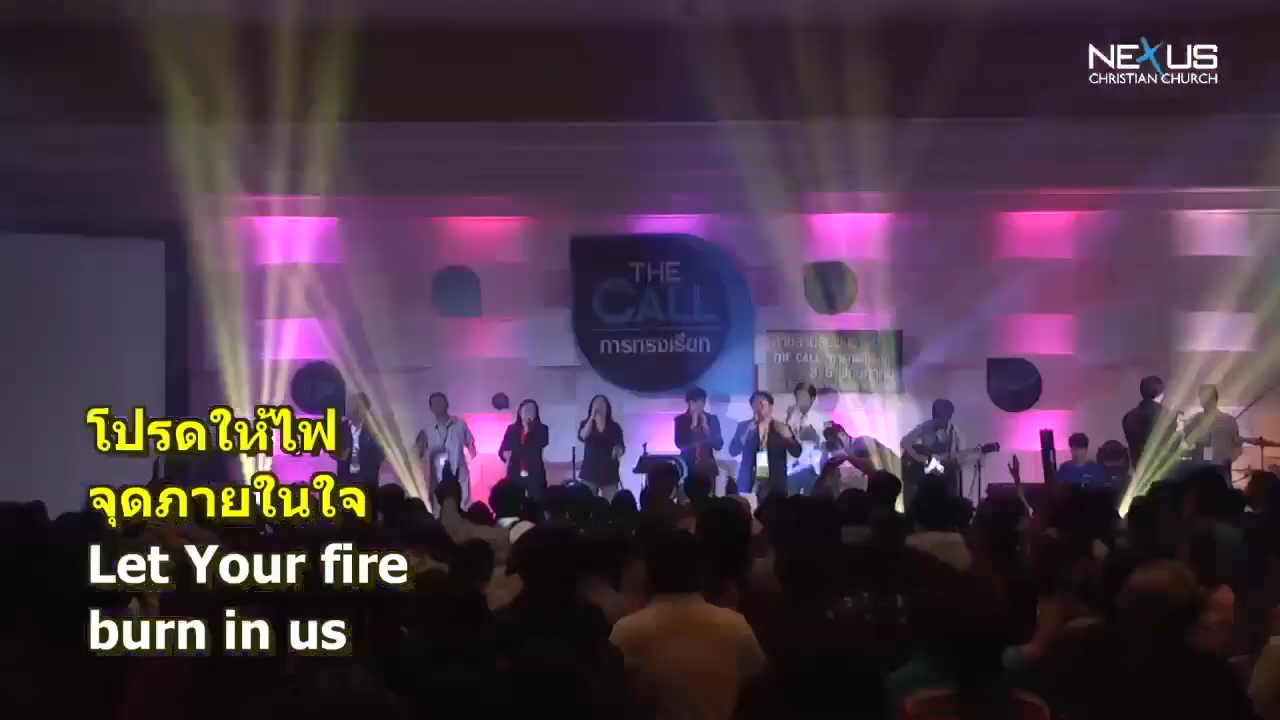 NEXUS
CHRISTIAN CHURCH
THE
CALL
การทรงเรียก
THE CALL
โปรดให้ไฟ
จุดภายในใจ
Let Your fire
burn in us